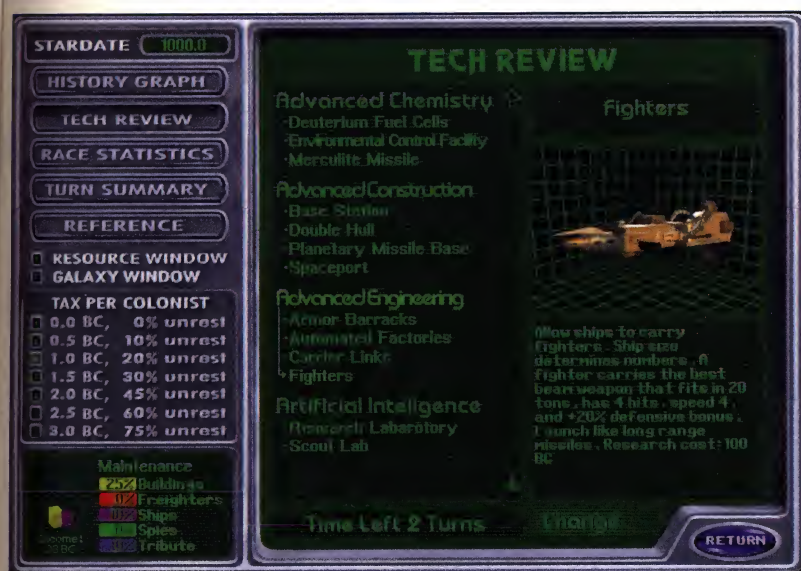 STARDATE 1000.0
HISTORY GRAPH
TECH REVIEW
RACE STATISTICS
TURN SUMMARY
REFERENCE
RESOURCE WINDOW
GALAXY WINDOW
TAX PER COLONIST
0.0 BC, 0% unrest
0.5 BC, 10% unrest
1.0 BC, 20% unrest
1.5 BC, 30% unrest
2.0 BC, 45% unrest
2.5 BC, 60% unrest
3.0 BC, 75% unrest
Maintenance
25% Buildings
0% Freighters
0% Ships
Spies
0% Tribute
BC
TECH REVIEW
Advanced Chemistry
·Deuterium Fuel Cells
·Environmental Control Facility
·Merculite Missile
Advanced Construction
·Base Station
·Double Hull
·Planetary Missile Base
·Spaceport
Advanced Engineering
·Armor Barracks
·Automated Factories
·Carrier Links
·Fighters
Artificial Inteligence
·Research Labarotory
·Scout Lab
Time Left 2 Turns
Fighters
Allow ships to carry
fighters. Ship size
determines numbers. A
fighter carries the best
beam weapon that fits in 20
tons, has 4 hits, speed 4,
and +20% defensive bonus.
Launch like long range
missiles. Research cost: 100
BC
Change
RETURN